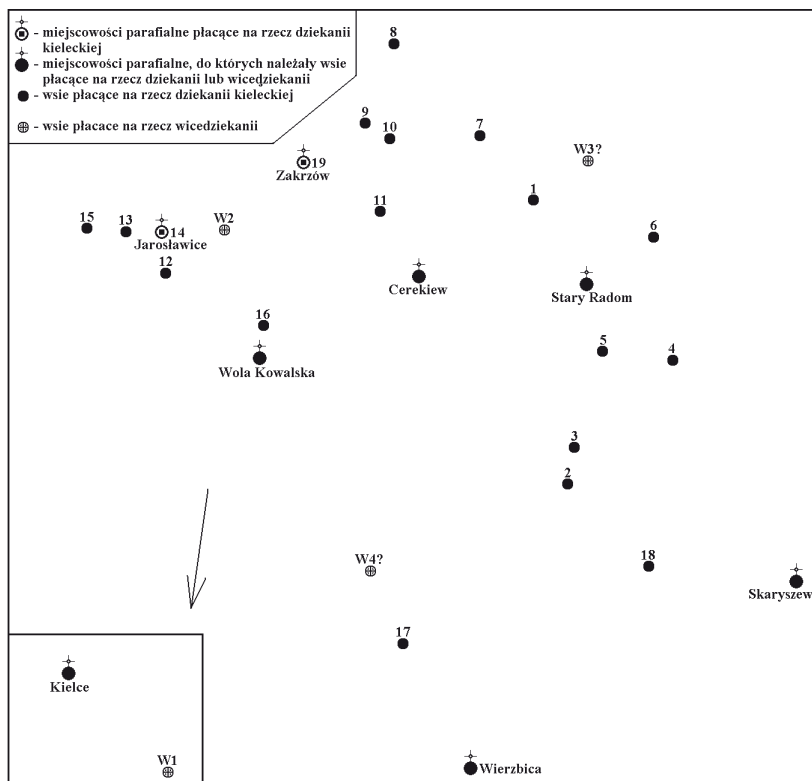 - miejscowości parafialne płacące na rzecz dziekanii
kieleckiej
- miejscowości parafialne, do których należały wsie
płacące na rzecz dziekanii lub wicedziekanii
- wsie płacące na rzecz dziekanii kieleckiej
- wsie płacace na rzecz wicedziekanii
8
9
10
7
W3?
19
Zakrzów
1
11
15
13
14
Jarosławice
W2
6
12
Cerekiew
Stary Radom
16
Wola Kowalska
5
4
3
2
W4?
18
Skaryszew
17
Kielce
W1
Wierzbica